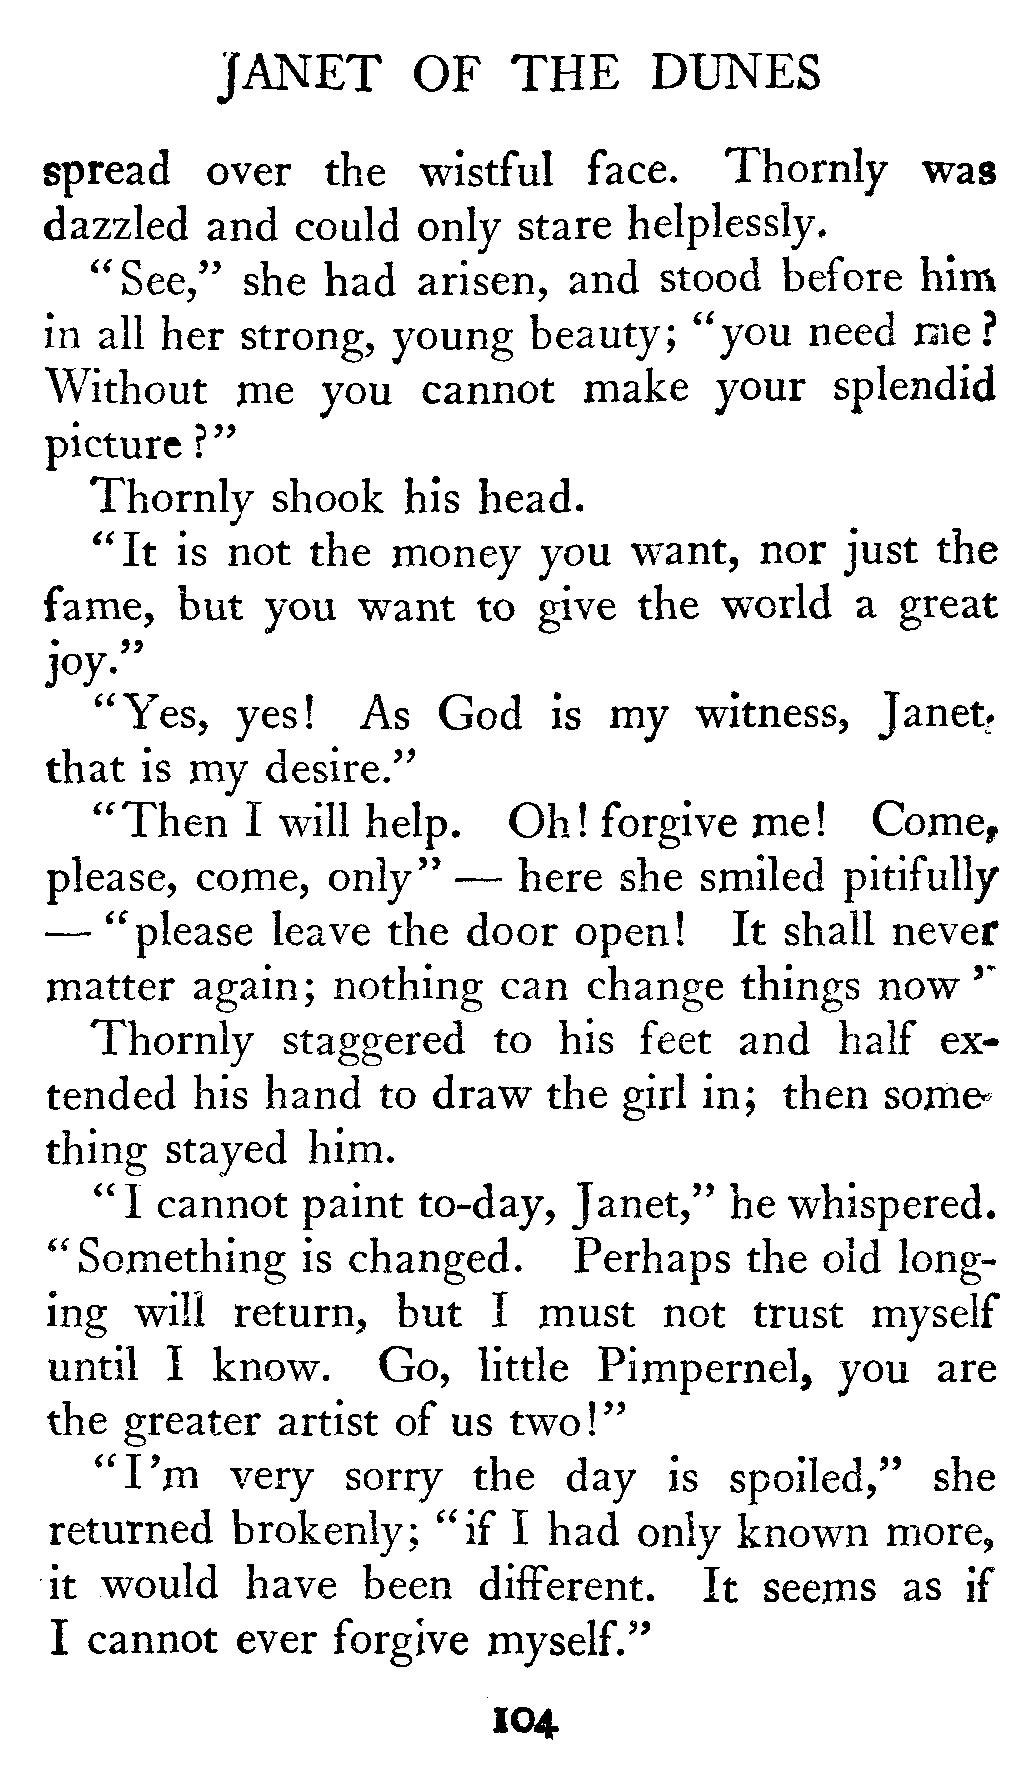 JANET OF THE DUNES
spread over the wistful face. Thornly was
dazzled and could only stare helplessly.
"See," she had arisen, and stood before him
in all her strong, young beauty; "you need me?
Without me you cannot make your splendid
picture?"
Thornly shook his head.
"It is not the money you want, nor just the
fame, but you want to give the world a great
joy."
"Yes, yes! As God is my witness, Janet,
that is my desire."
"Then I will help. Oh! forgive me! Come,
please, come, only" — here she smiled pitifully
— "please leave the door open! It shall never
matter again; nothing can change things now"
Thornly staggered to his feet and half ex-
tended his hand to draw the girl in; then some-
thing stayed him.
"I cannot paint to-day, Janet," he whispered.
"Something is changed. Perhaps the old long-
ing will return, but I must not trust myself
until I know. Go, little Pimpernel, you are
the greater artist of us two!"
"I'm very sorry the day is spoiled," she
returned brokenly; "if I had only known more,
it would have been different. It seems as if
I cannot ever forgive myself."
104